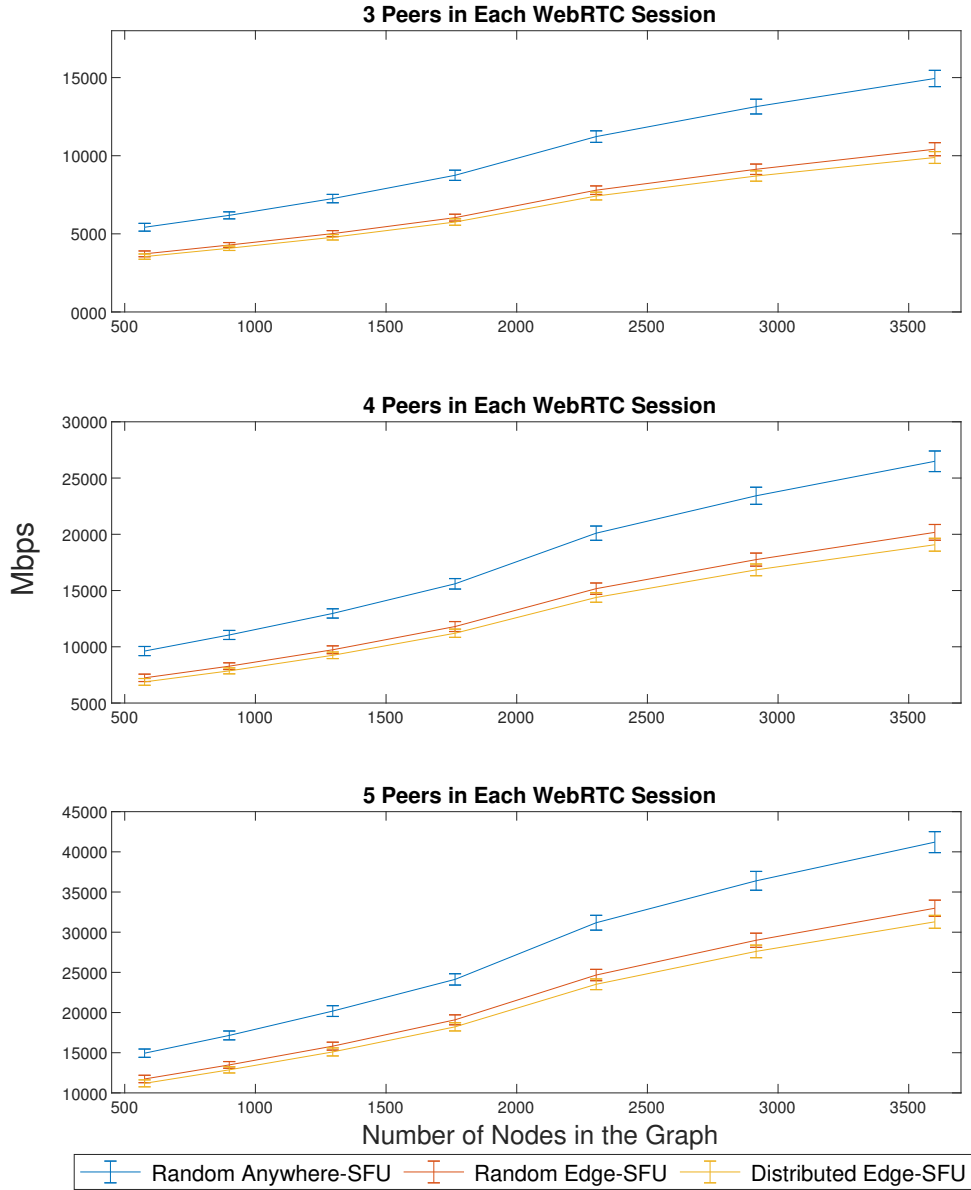 3 Peers in Each WebRTC Session
15000
10000
5000
0000
500 1000 1500 2000 2500 3000 3500
4 Peers in Each WebRTC Session
30000
25000
20000
15000
10000
5000
500 1000 1500 2000 2500 3000 3500
Mbps
5 Peers in Each WebRTC Session
45000
40000
35000
30000
25000
20000
15000
10000
500 1000 1500 2000 2500 3000 3500
Number of Nodes in the Graph
Random Anywhere-SFU Random Edge-SFU Distributed Edge-SFU